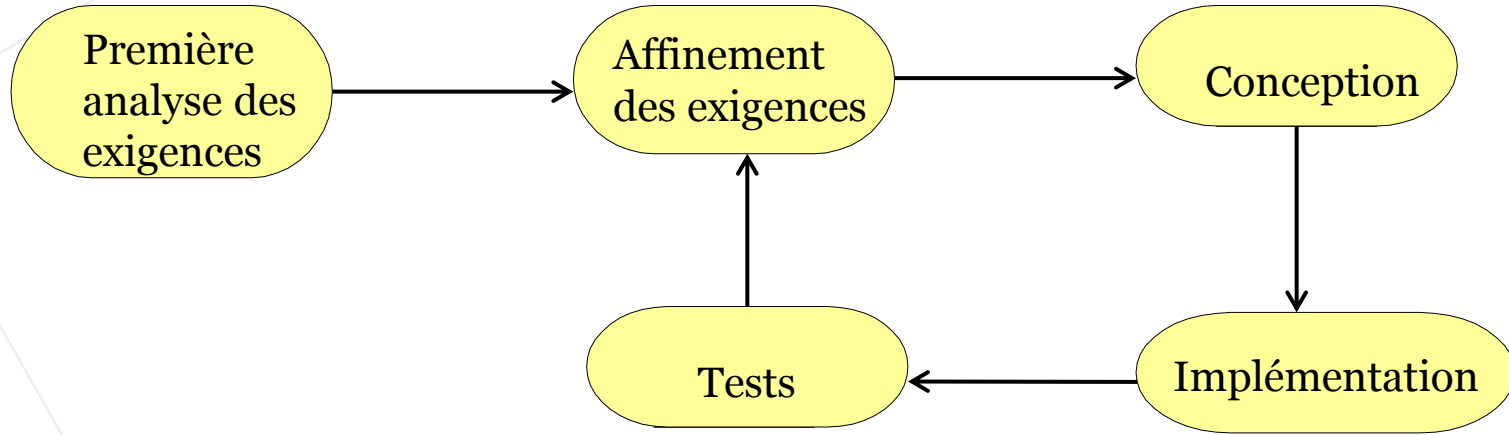 Première
analyse des
exigences
Affinement
des exigences
Conception
Tests
Implémentation